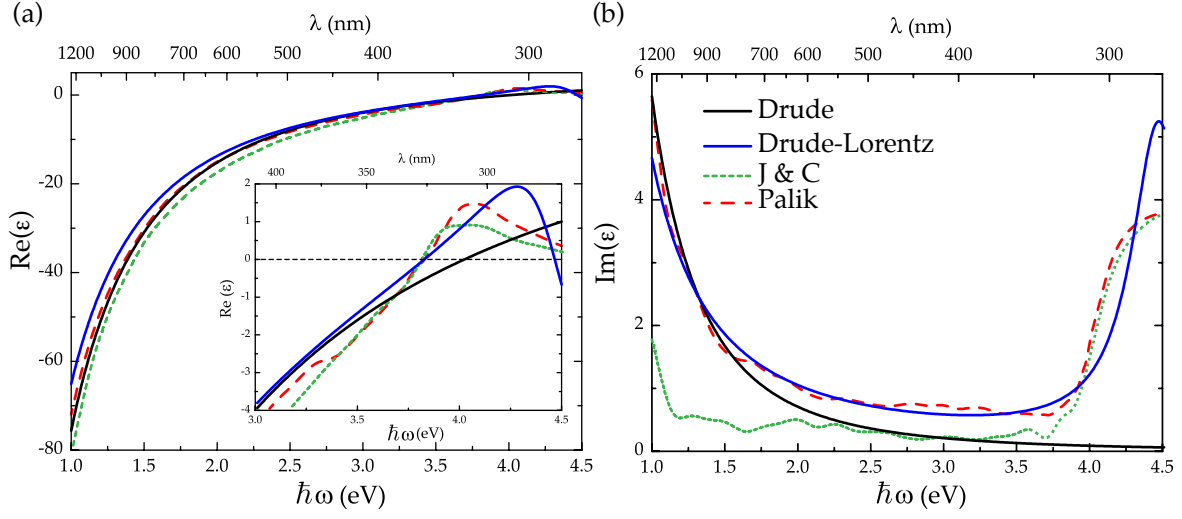 (a)
λ (nm)
1200 900 700 600 500 400 300
0
-20
-40
-60
-80
Re(ε)
1.0 1.5 2.0 2.5 3.0 3.5 4.0 4.5
ħω (eV)
λ (nm)
400 350 300
2
1
0
-1
-2
-3
-4
Re (ε)
3.0 3.5 4.0 4.5
ħω (eV)
(b)
λ (nm)
1200 900 700 600 500 400 300
6
4
2
0
Im(ε)
Drude
Drude-Lorentz
J & C
Palik
1.0 1.5 2.0 2.5 3.0 3.5 4.0 4.5
ħω (eV)